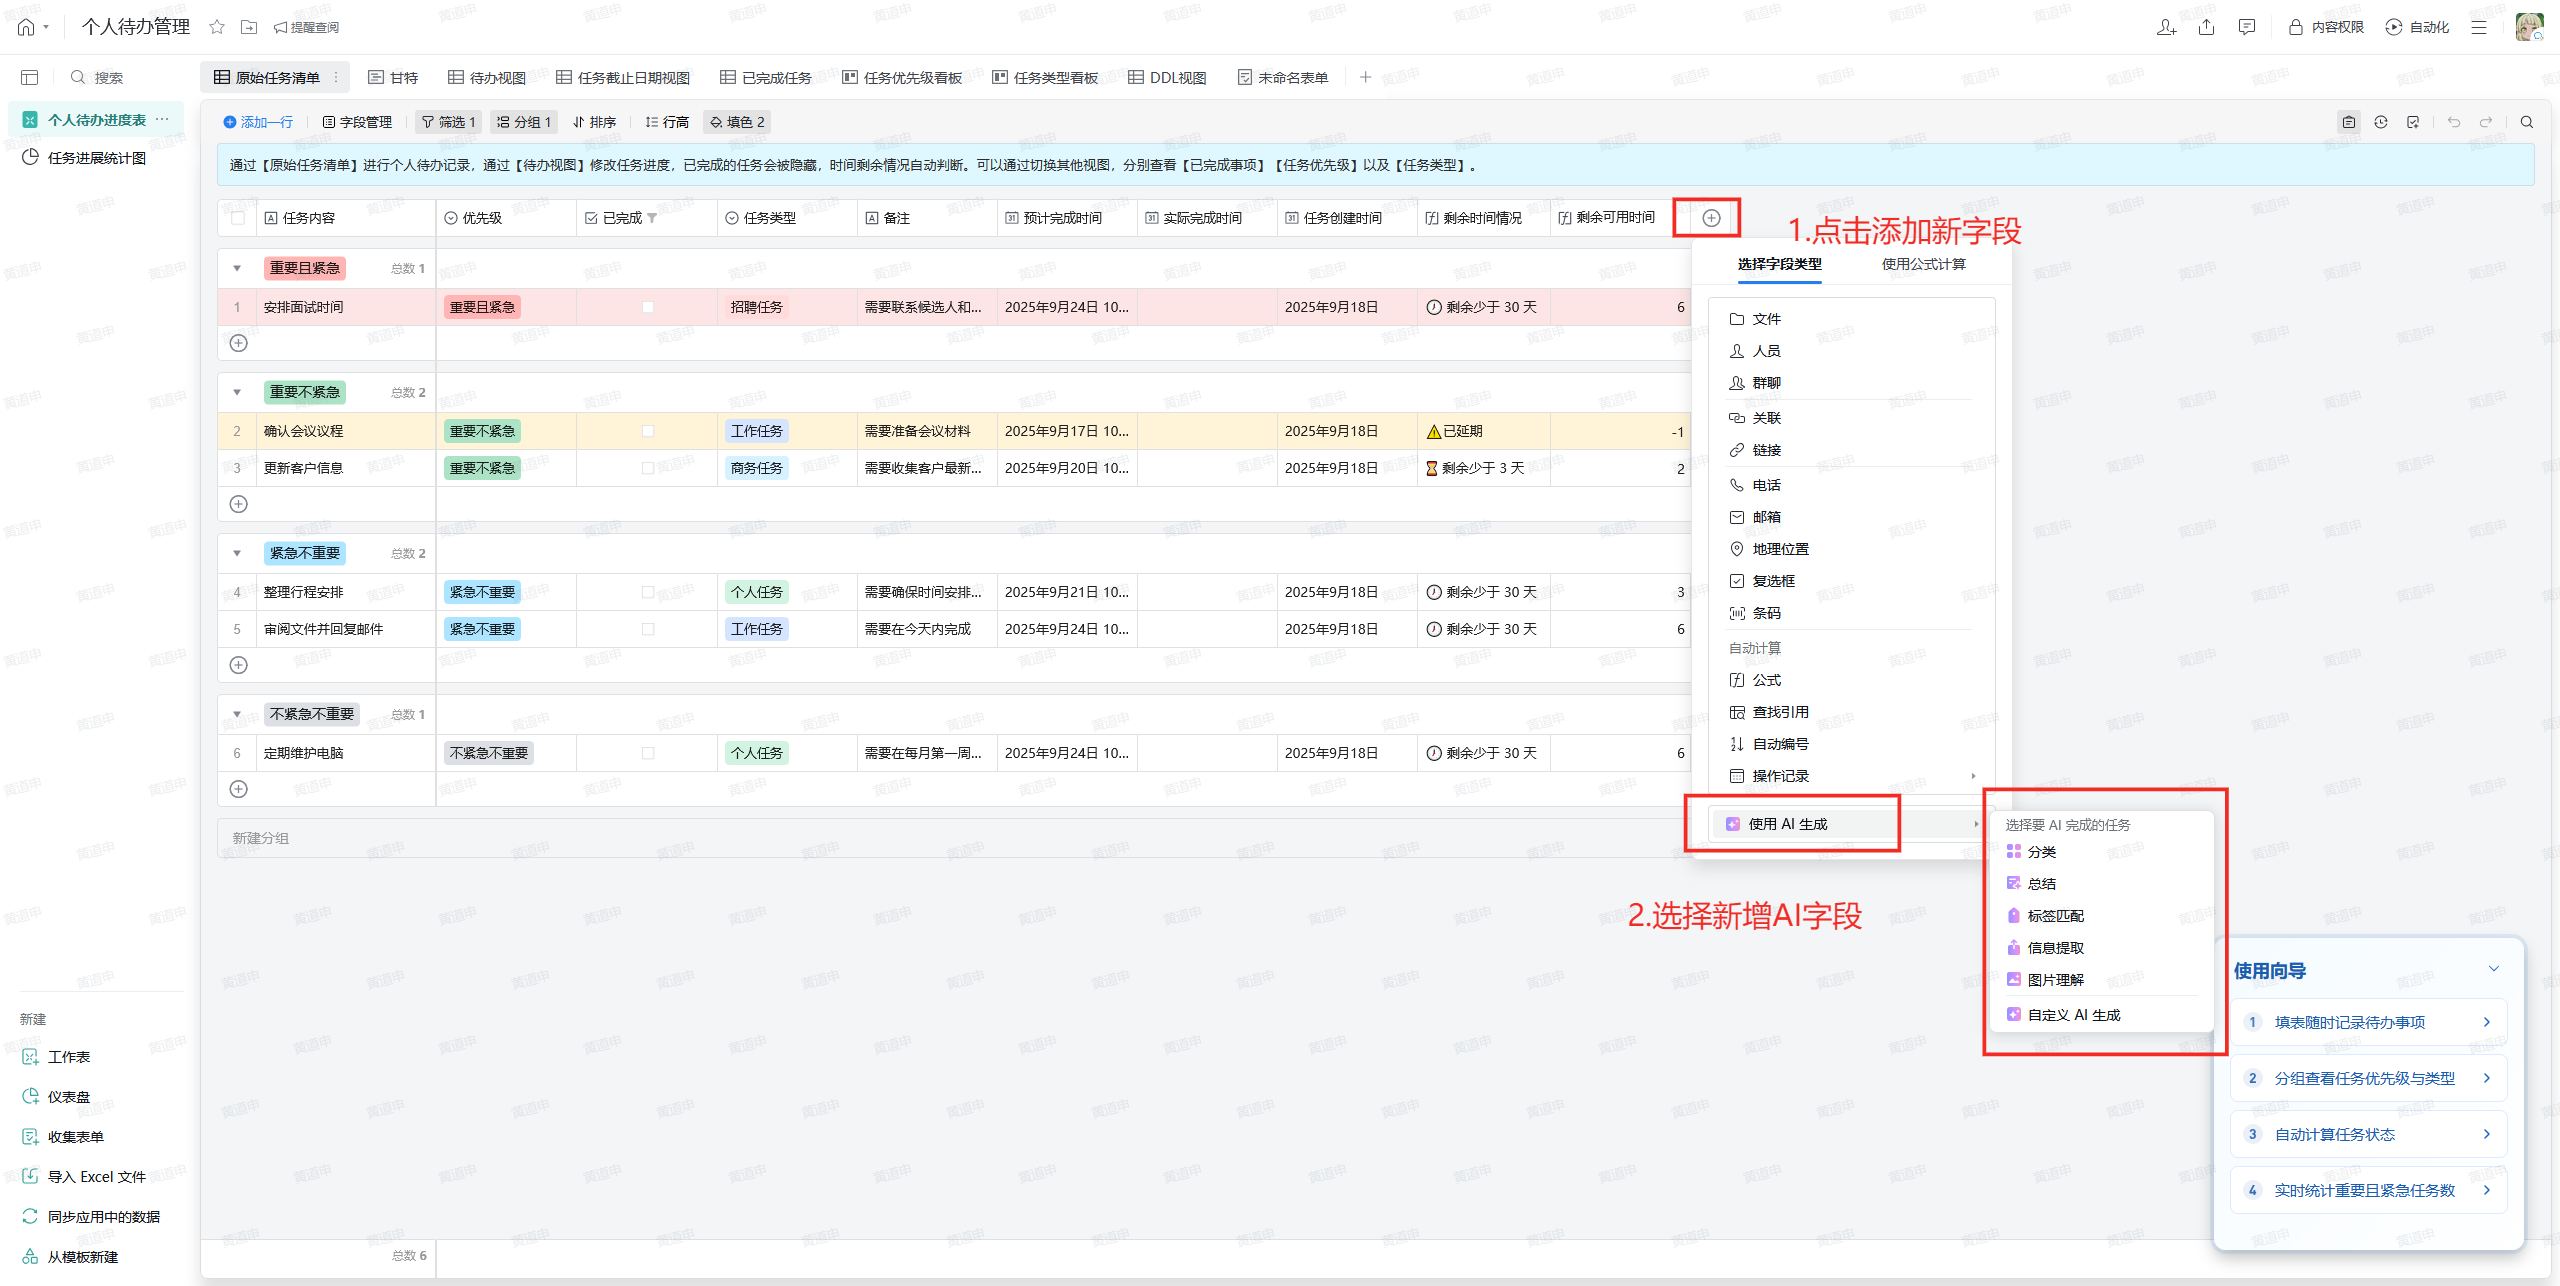 个人待办管理
提醒查阅
内容权限
自动化
搜索
原始任务清单
甘特
待办视图
任务截止日期视图
已完成任务
任务优先级看板
任务类型看板
DDL视图
未命名表单
个人待办进度表
任务进展统计图
添加一行
字段管理
筛选 1
分组 1
排序
行高
填色 2
通过【原始任务清单】进行个人待办记录，通过【待办视图】修改任务进度，已完成的任务会被隐藏，时间剩余情况自动判断。可以通过切换其他视图，分别查看【已完成事项】【任务优先级】以及【任务类型】。
任务内容 优先级 已完成 任务类型 备注 预计完成时间 实际完成时间 任务创建时间 剩余时间情况 剩余可用时间
1.点击添加新字段
重要且紧急 总数 1
1 安排面试时间 重要且紧急 招聘任务 需要联系候选人和... 2025年9月24日 10... 2025年9月18日 剩余少于 30 天 6
重要不紧急 总数 2
2 确认会议议程 重要不紧急 工作任务 需要准备会议材料 2025年9月17日 10... 2025年9月18日 已延期 -1
3 更新客户信息 重要不紧急 商务任务 需要收集客户最新... 2025年9月20日 10... 2025年9月18日 剩余少于 3 天 2
紧急不重要 总数 2
4 整理行程安排 紧急不重要 个人任务 需要确保时间安排... 2025年9月21日 10... 2025年9月18日 剩余少于 30 天 3
5 审阅文件并回复邮件 紧急不重要 工作任务 需要在今天内完成 2025年9月24日 10... 2025年9月18日 剩余少于 30 天 6
不紧急不重要 总数 1
6 定期维护电脑 不紧急不重要 个人任务 需要在每月第一周... 2025年9月24日 10... 2025年9月18日 剩余少于 30 天 6
新建分组
总数 6
选择字段类型 使用公式计算
文件
人员
群聊
关联
链接
电话
邮箱
地理位置
复选框
条码
自动计算
公式
查找引用
自动编号
操作记录
使用 AI 生成
2.选择新增AI字段
选择要 AI 完成的任务
分类
总结
标签匹配
信息提取
图片理解
自定义 AI 生成
使用向导
1 填表随时记录待办事项
2 分组查看任务优先级与类型
3 自动计算任务状态
4 实时统计重要且紧急任务数
新建
工作表
仪表盘
收集表单
导入 Excel 文件
同步应用中的数据
从模板新建
黄道申